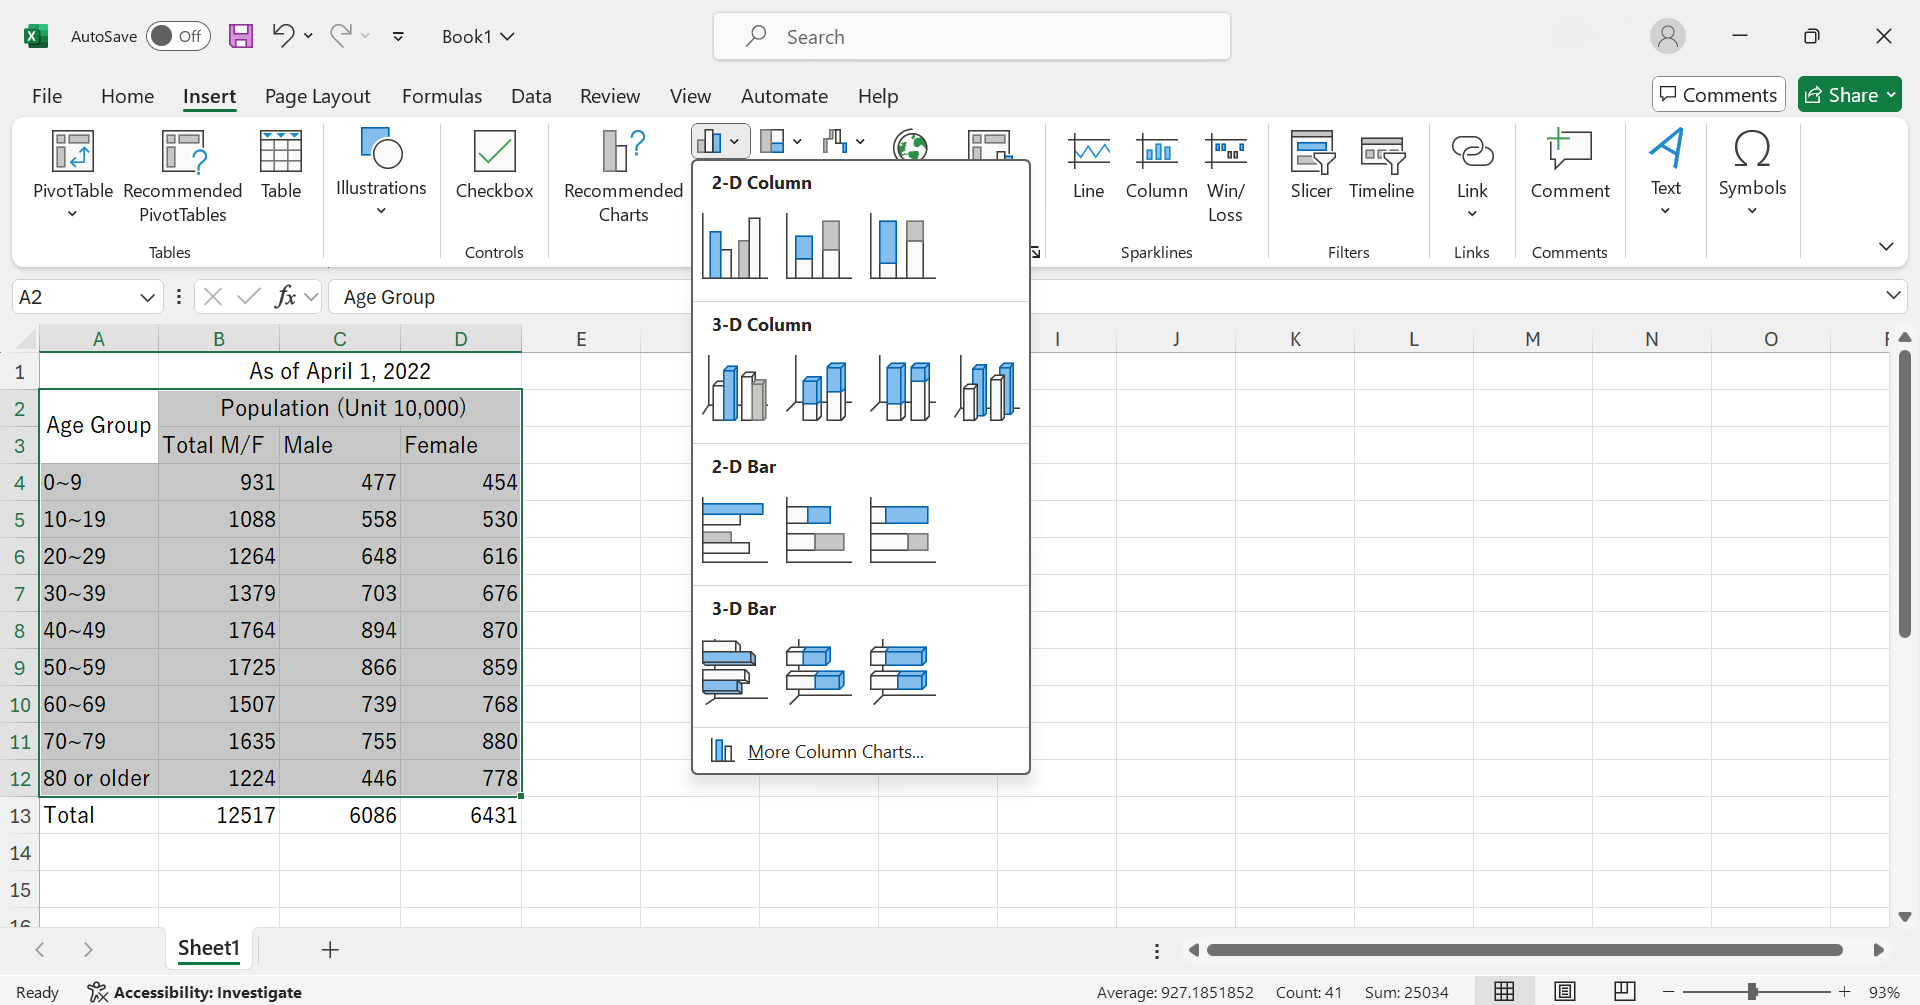 AutoSave Off Book1 Search
File Home Insert Page Layout Formulas Data Review View Automate Help Comments Share
PivotTable Recommended PivotTables Table Illustrations Checkbox Recommended Charts Line Column Win/ Loss Slicer Timeline Link Comment Text Symbols
Tables Controls Sparklines Filters Links Comments
A2 fx Age Group
2-D Column
3-D Column
2-D Bar
3-D Bar
More Column Charts...
A B C D E I J K L M N O
1 As of April 1, 2022
2 Age Group Population (Unit 10,000)
3 Total M/F Male Female
4 0~9 931 477 454
5 10~19 1088 558 530
6 20~29 1264 648 616
7 30~39 1379 703 676
8 40~49 1764 894 870
9 50~59 1725 866 859
10 60~69 1507 739 768
11 70~79 1635 755 880
12 80 or older 1224 446 778
13 Total 12517 6086 6431
14
15
16
Sheet1
Ready Accessibility: Investigate Average: 927.1851852 Count: 41 Sum: 25034 93%